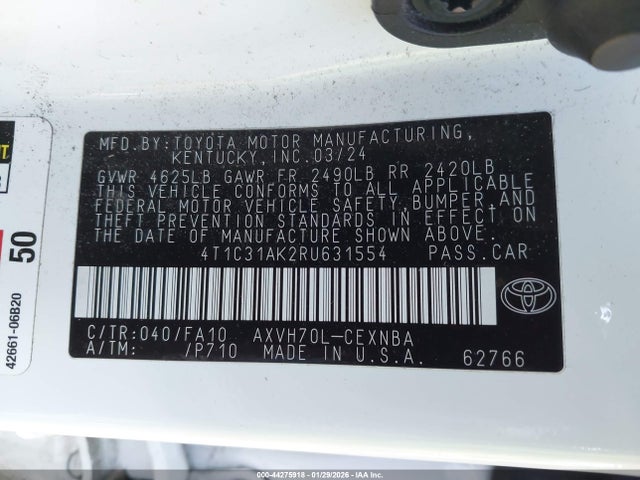 MFD.BY:TOYOTA MOTOR MANUFACTURING,
KENTUCKY,INC.03/24
GVWR 4625LB GAWR FR 2490LB RR 2420LB
THIS VEHICLE CONFORMS TO ALL APPLICABLE
FEDERAL MOTOR VEHICLE SAFETY,BUMPER,AND
THEFT PREVENTION STANDARDS IN EFFECT ON
THE DATE OF MANUFACTURE SHOWN ABOVE.
4T1C31AK2RU631554 PASS.CAR
C/TR:040/FA10 AXVH70L-CEXNBA
A/TM: /P710 MADE IN U.S.A. 62766
50
42661-06B20
000-44275918 - 01/29/2026 - IAAI.COM